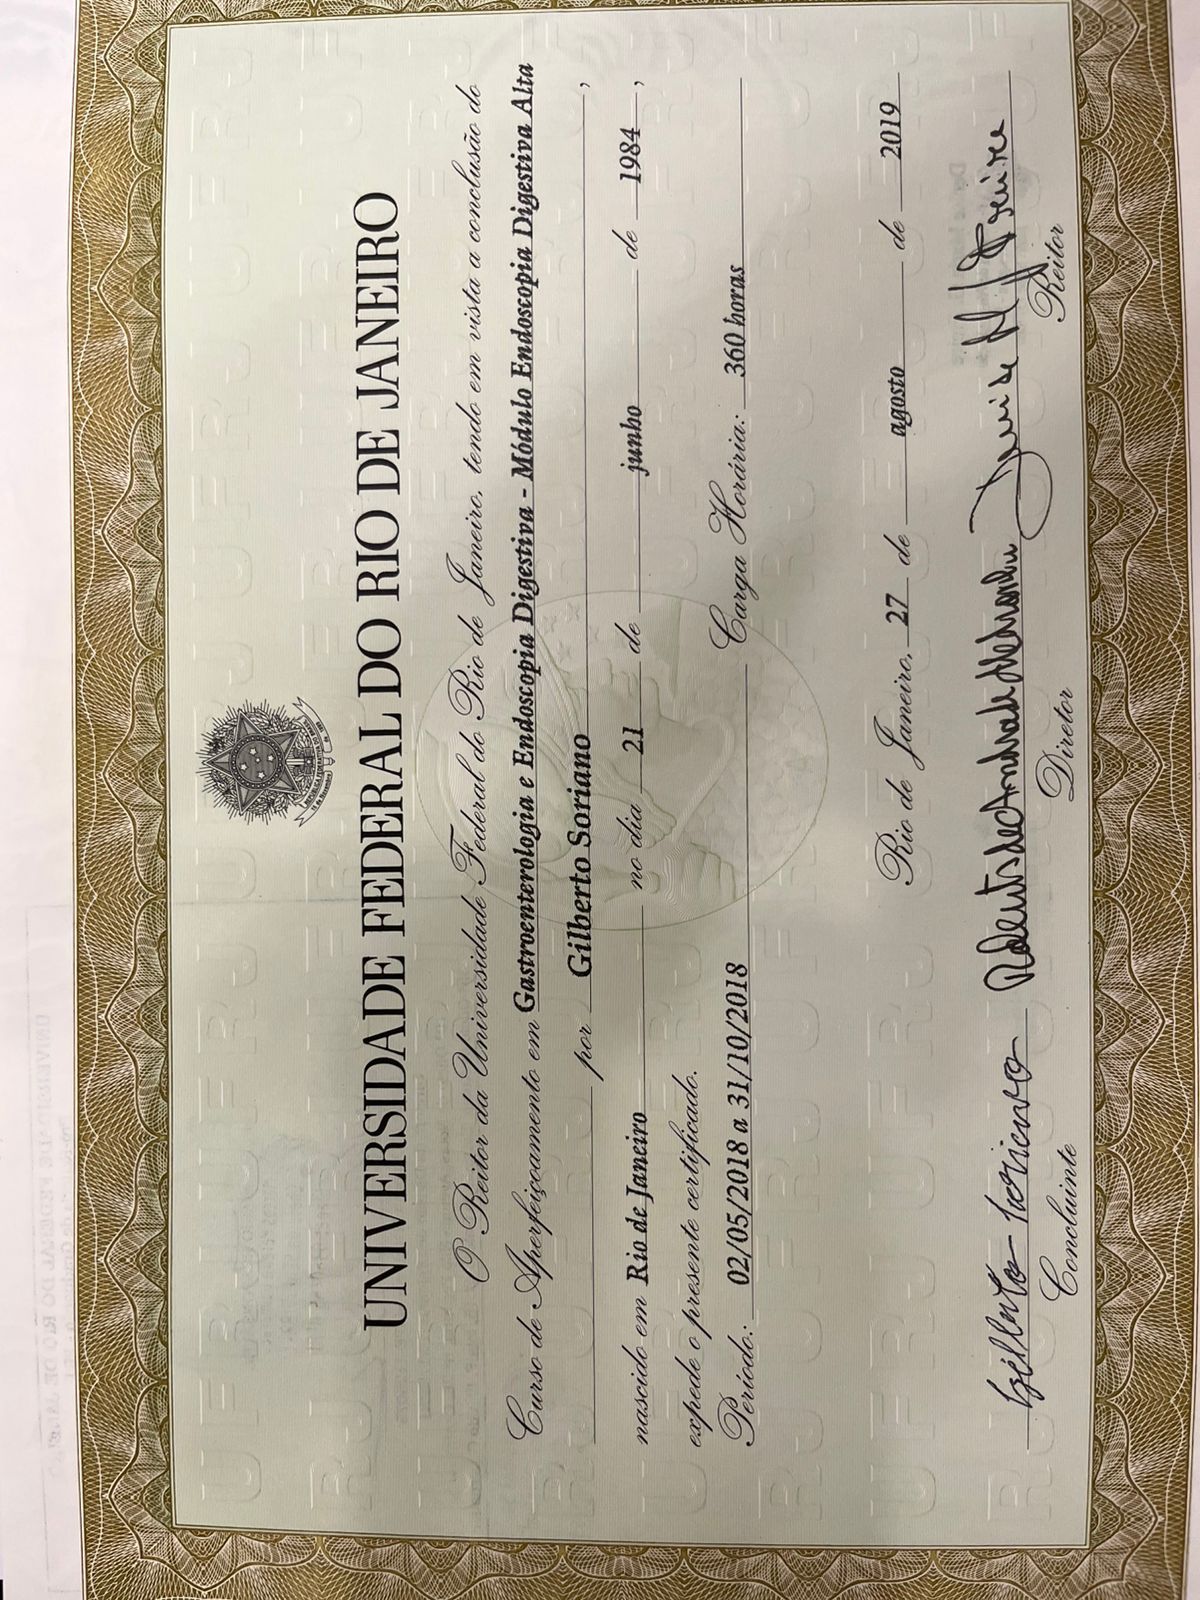 UNIVERSIDADE FEDERAL DO RIO DE JANEIRO
O Reitor da Universidade Federal do Rio de Janeiro, tendo em vista a conclusão do
Curso de Aperfeiçoamento em Gastroenterologia e Endoscopia Digestiva - Módulo Endoscopia Digestiva Alta
por Gilberto Soriano,
nascido em Rio de Janeiro no dia 21 de junho de 1984,
expede o presente certificado.
Período: 02/05/2018 a 31/10/2018 Carga Horária: 360 horas
Rio de Janeiro, 27 de agosto de 2019
Gilberto Soriano
Concluinte Diretor Reitor